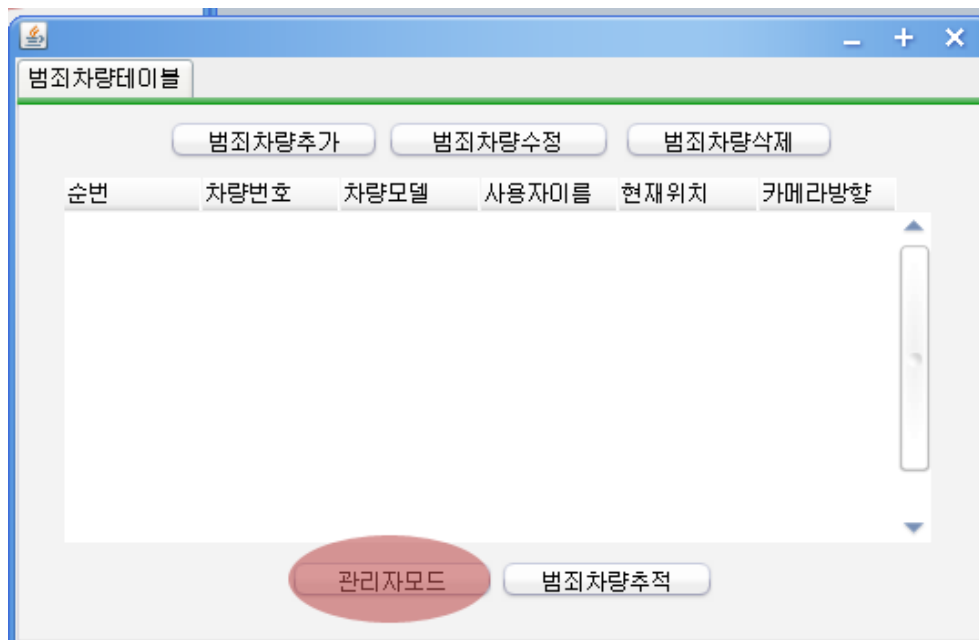 범죄차량테이블
범죄차량추가 범죄차량수정 범죄차량삭제
순번 차량번호 차량모델 사용자이름 현재위치 카메라방향
관리자모드 범죄차량추적